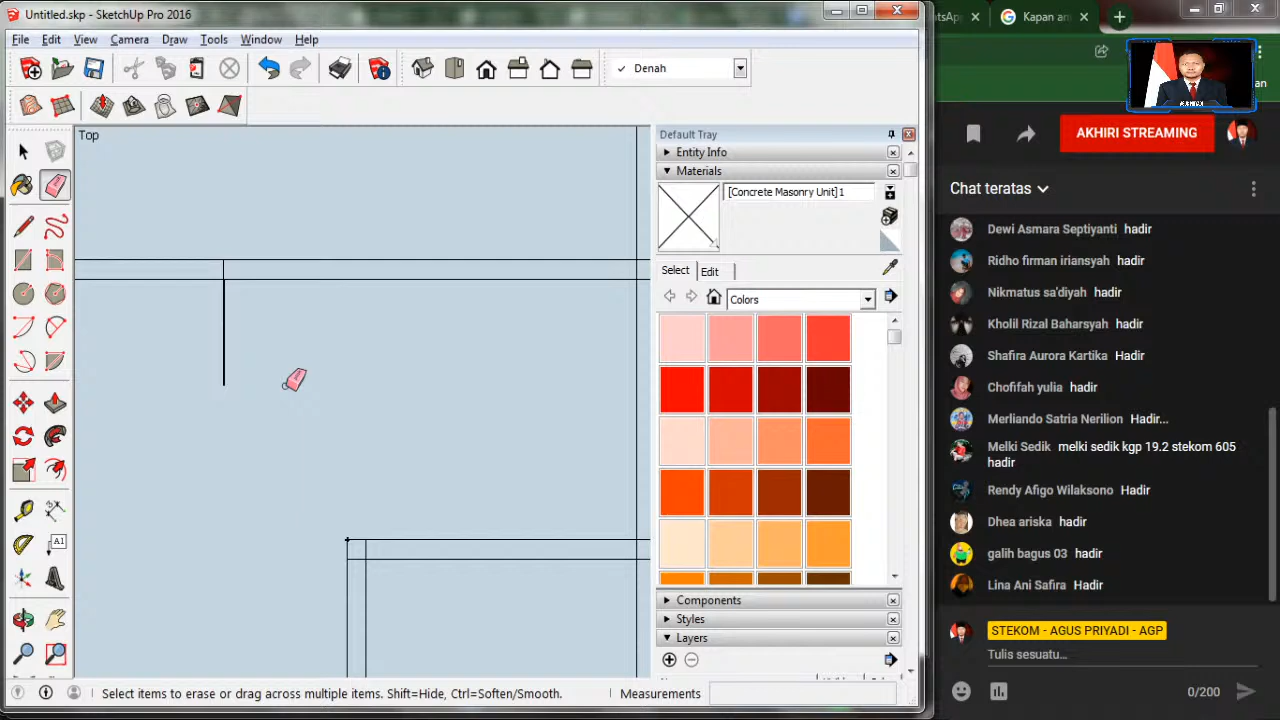 Untitled.skp - SketchUp Pro 2016
File Edit View Camera Draw Tools Window Help
✓ Denah
Top
Default Tray
Entity Info
Materials
[Concrete Masonry Unit]1
Select Edit
Colors
Components
Styles
Layers
A1
Select items to erase or drag across multiple items. Shift=Hide, Ctrl=Soften/Smooth.
Measurements
atsApp
Kapan an
an
AKHIRI STREAMING
Chat teratas
Dewi Asmara Septiyanti hadir
Ridho firman iriansyah hadir
Nikmatus sa'diyah hadir
Kholil Rizal Baharsyah hadir
Shafira Aurora Kartika Hadir
Chofifah yulia hadir
Merliando Satria Nerilion Hadir...
Melki Sedik melki sedik kgp 19.2 stekom 605
hadir
Rendy Afigo Wilaksono Hadir
Dhea ariska hadir
galih bagus 03 hadir
Lina Ani Safira Hadir
STEKOM - AGUS PRIYADI - AGP
Tulis sesuatu...
0/200